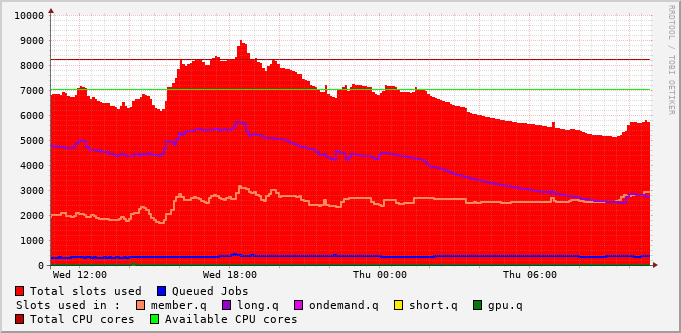 10000
9000
8000
7000
6000
5000
4000
3000
2000
1000
0
Wed 12:00 Wed 18:00 Thu 00:00 Thu 06:00
RRDTOOL / TOBI OETIKER
Total slots used Queued Jobs
Slots used in : member.q long.q ondemand.q short.q gpu.q
Total CPU cores Available CPU cores